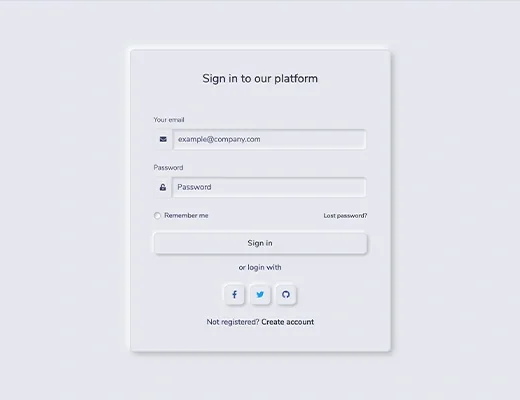 Sign in to our platform
Your email
example@company.com
Password
Password
Remember me Lost password?
Sign in
or login with
Not registered? Create account